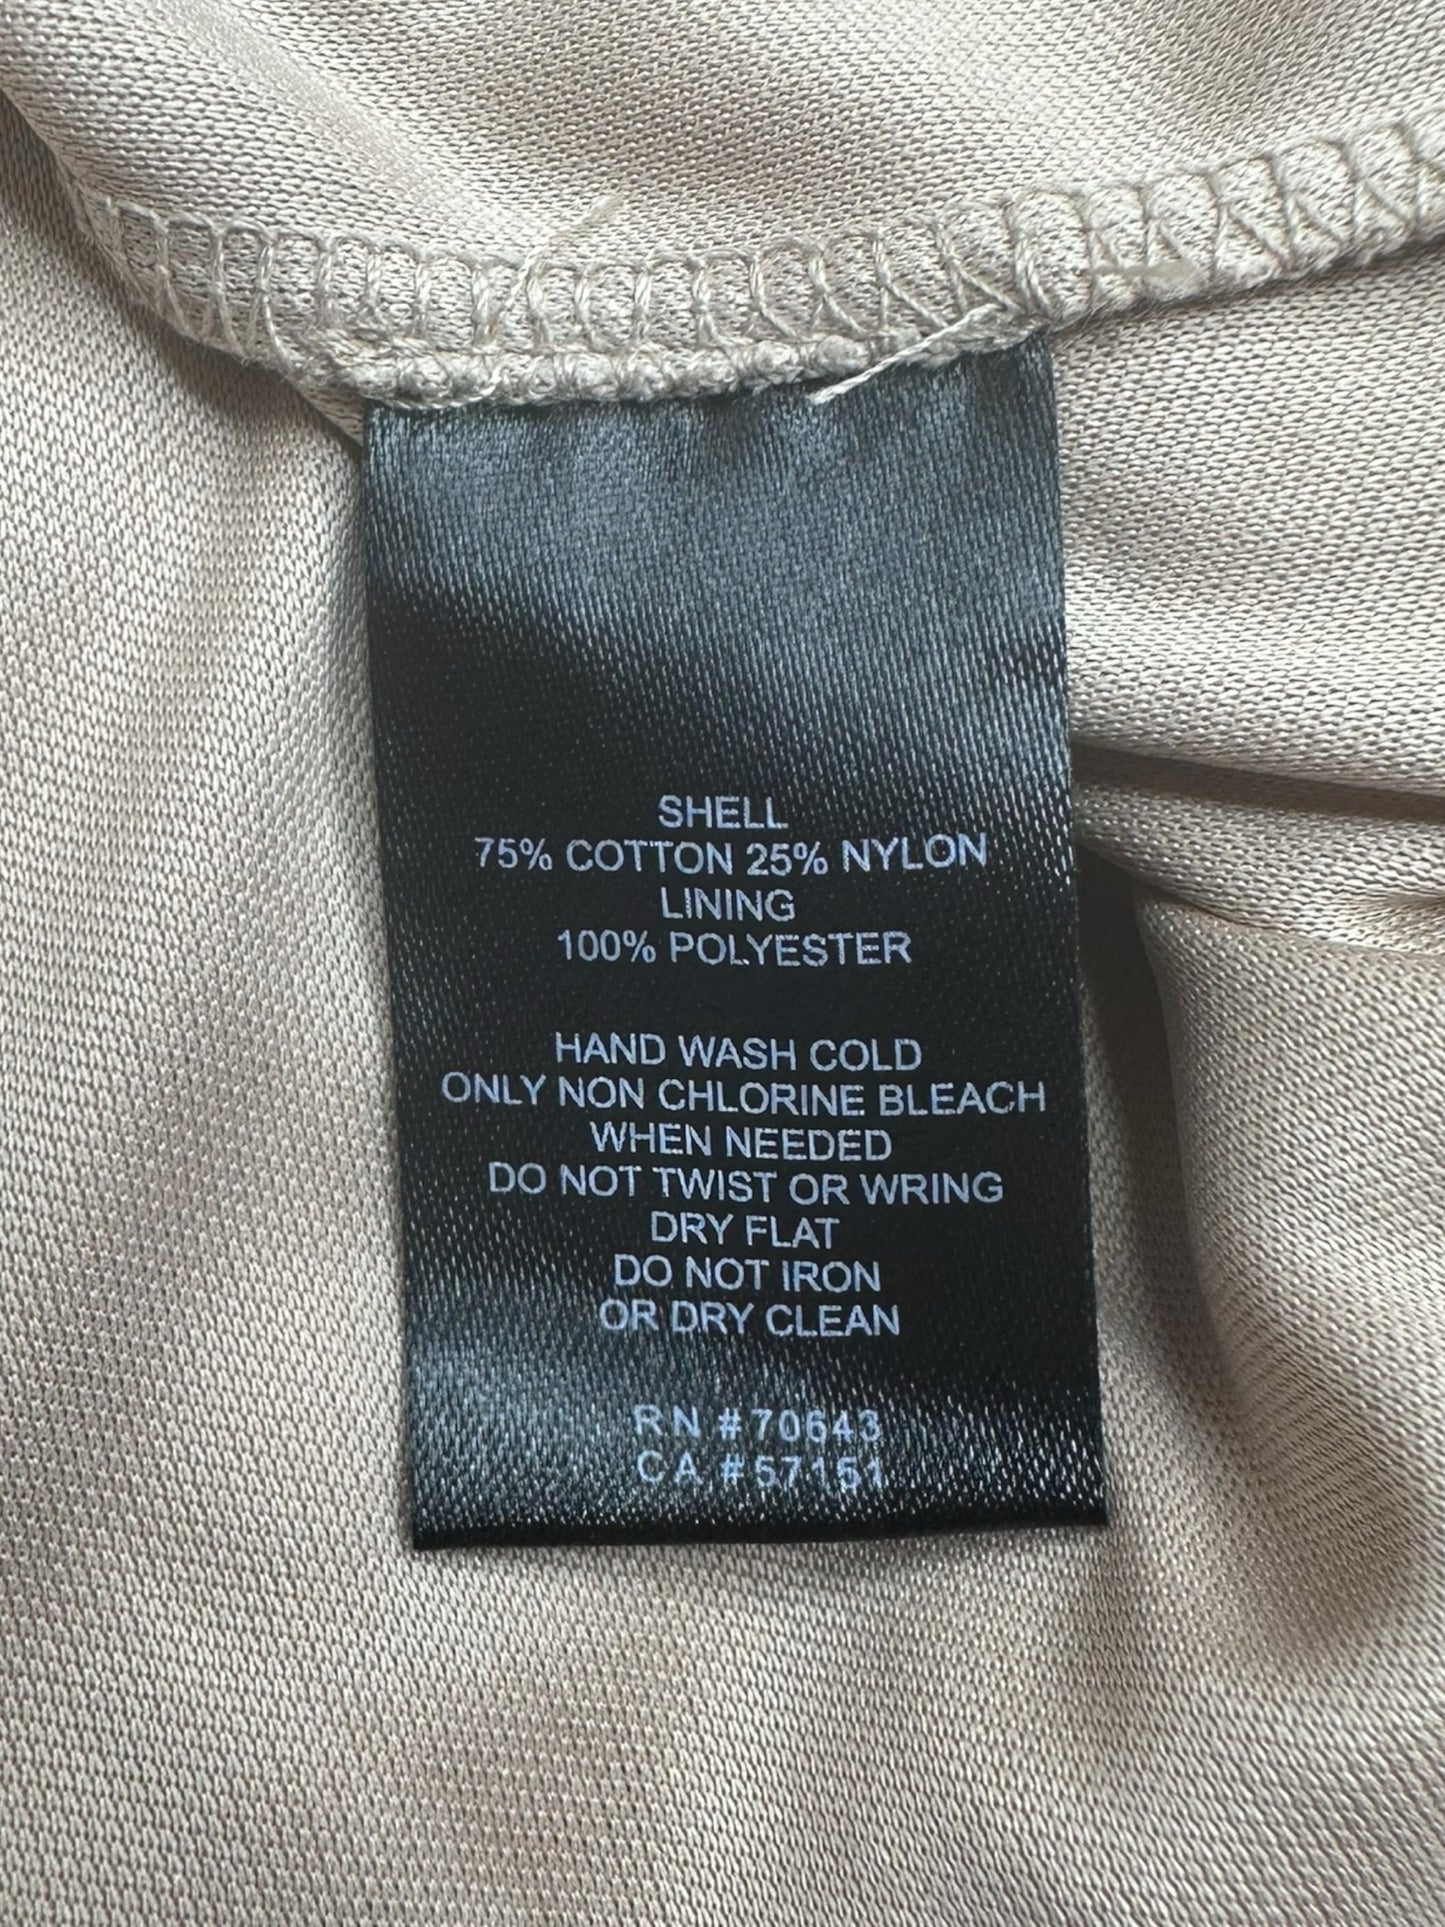 SHELL
75% COTTON 25% NYLON
LINING
100% POLYESTER
HAND WASH COLD
ONLY NON CHLORINE BLEACH
WHEN NEEDED
DO NOT TWIST OR WRING
DRY FLAT
DO NOT IRON
OR DRY CLEAN
RN #70643
CA #57151